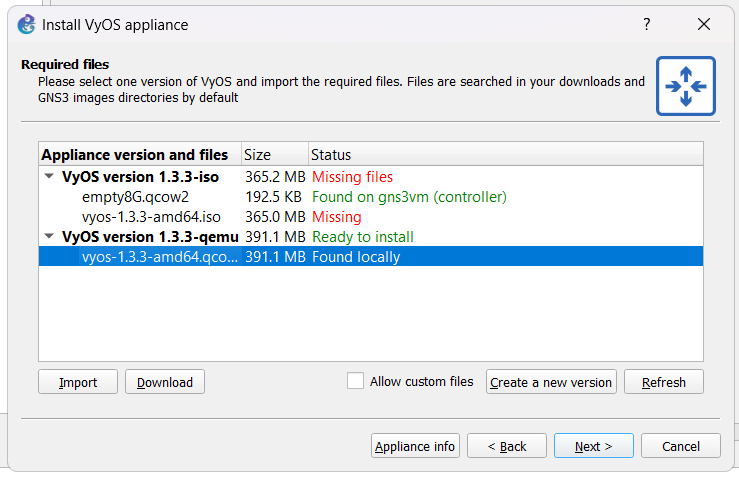 Install VyOS appliance
?
Required files
Please select one version of VyOS and import the required files. Files are searched in your downloads and
GNS3 images directories by default
Appliance version and files Size Status
VyOS version 1.3.3-iso 365.2 MB Missing files
empty8G.qcow2 192.5 KB Found on gns3vm (controller)
vyos-1.3.3-amd64.iso 365.0 MB Missing
VyOS version 1.3.3-qemu 391.1 MB Ready to install
vyos-1.3.3-amd64.qco... 391.1 MB Found locally
Import Download Allow custom files Create a new version Refresh
Appliance info < Back Next > Cancel